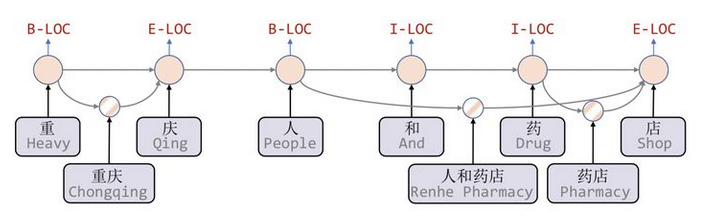 B-LOC E-LOC B-LOC I-LOC I-LOC E-LOC
重 庆 人 和 药 店
Heavy Qing People And Drug Shop
重庆 人和药店 药店
Chongqing Renhe Pharmacy Pharmacy